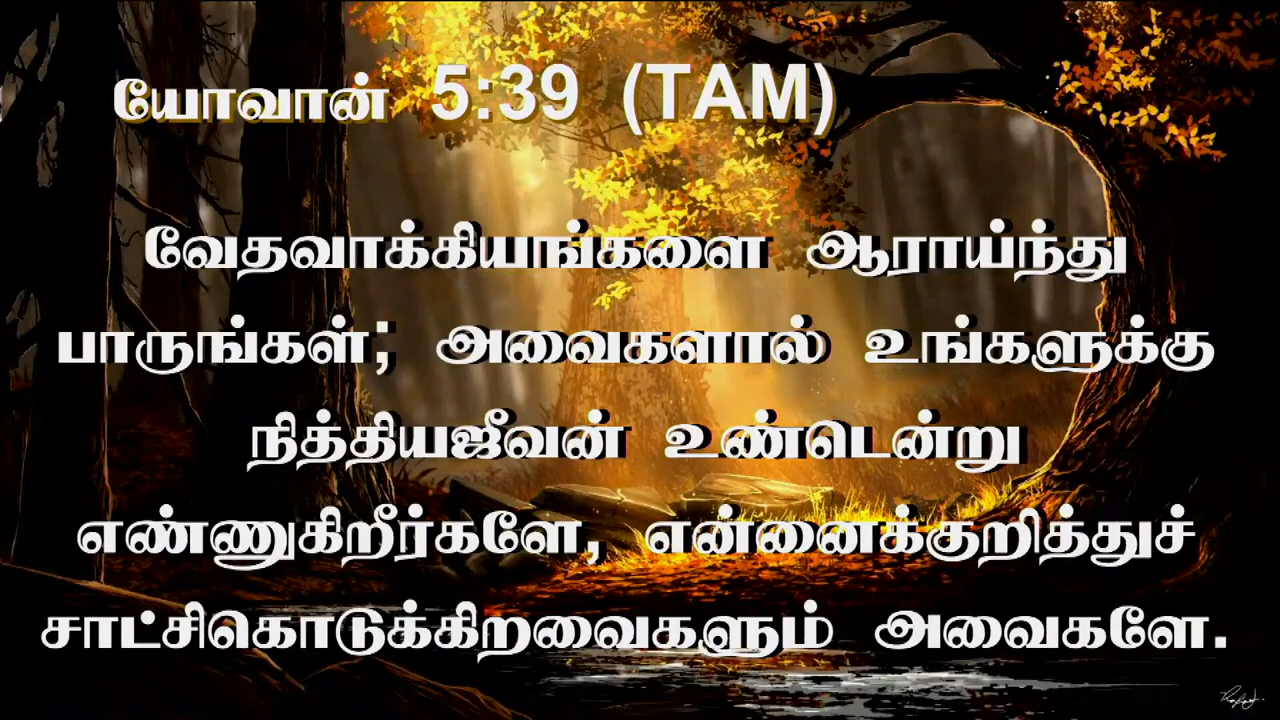 யோவான் 5:39 (TAM)
வேதவாக்கியங்களை ஆராய்ந்து
பாருங்கள்; அவைகளால் உங்களுக்கு
நித்தியஜீவன் உண்டென்று
எண்ணுகிறீர்களே, என்னைக்குறித்துச்
சாட்சிகொடுக்கிறவைகளும் அவைகளே.